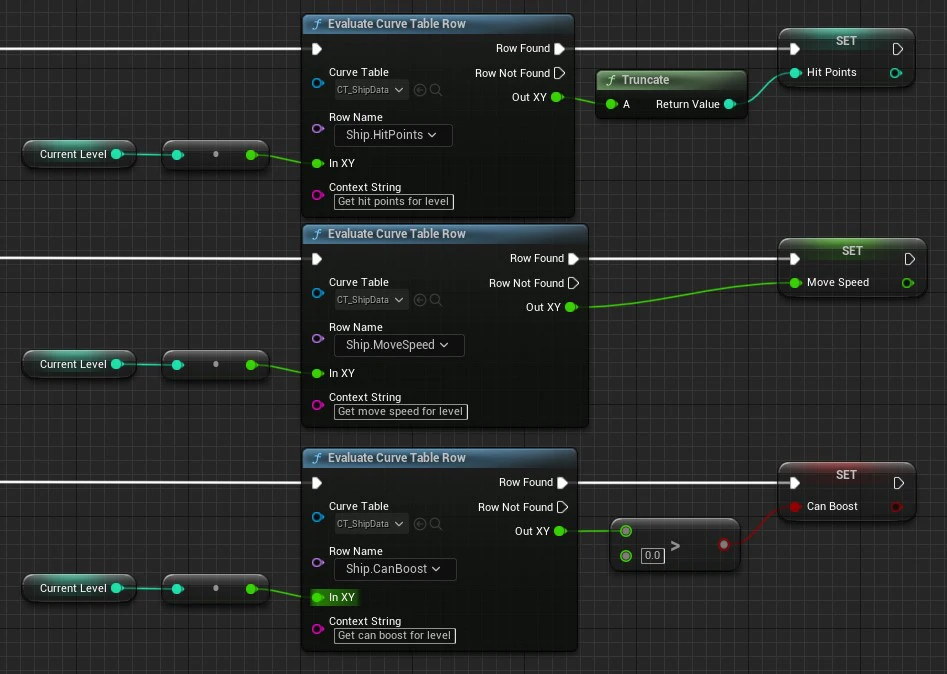 Evaluate Curve Table Row
SET
Row Found
Curve Table
Row Not Found
Hit Points
CT_ShipData
Truncate
Out XY
A
Return Value
Row Name
Ship.HitPoints
Current Level
In XY
Context String
Get hit points for level
Evaluate Curve Table Row
SET
Row Found
Curve Table
Row Not Found
Move Speed
CT_ShipData
Out XY
Row Name
Ship.MoveSpeed
Current Level
In XY
Context String
Get move speed for level
Evaluate Curve Table Row
SET
Row Found
Curve Table
Row Not Found
Can Boost
CT_ShipData
Out XY
>
0.0
Row Name
Ship.CanBoost
Current Level
In XY
Context String
Get can boost for level